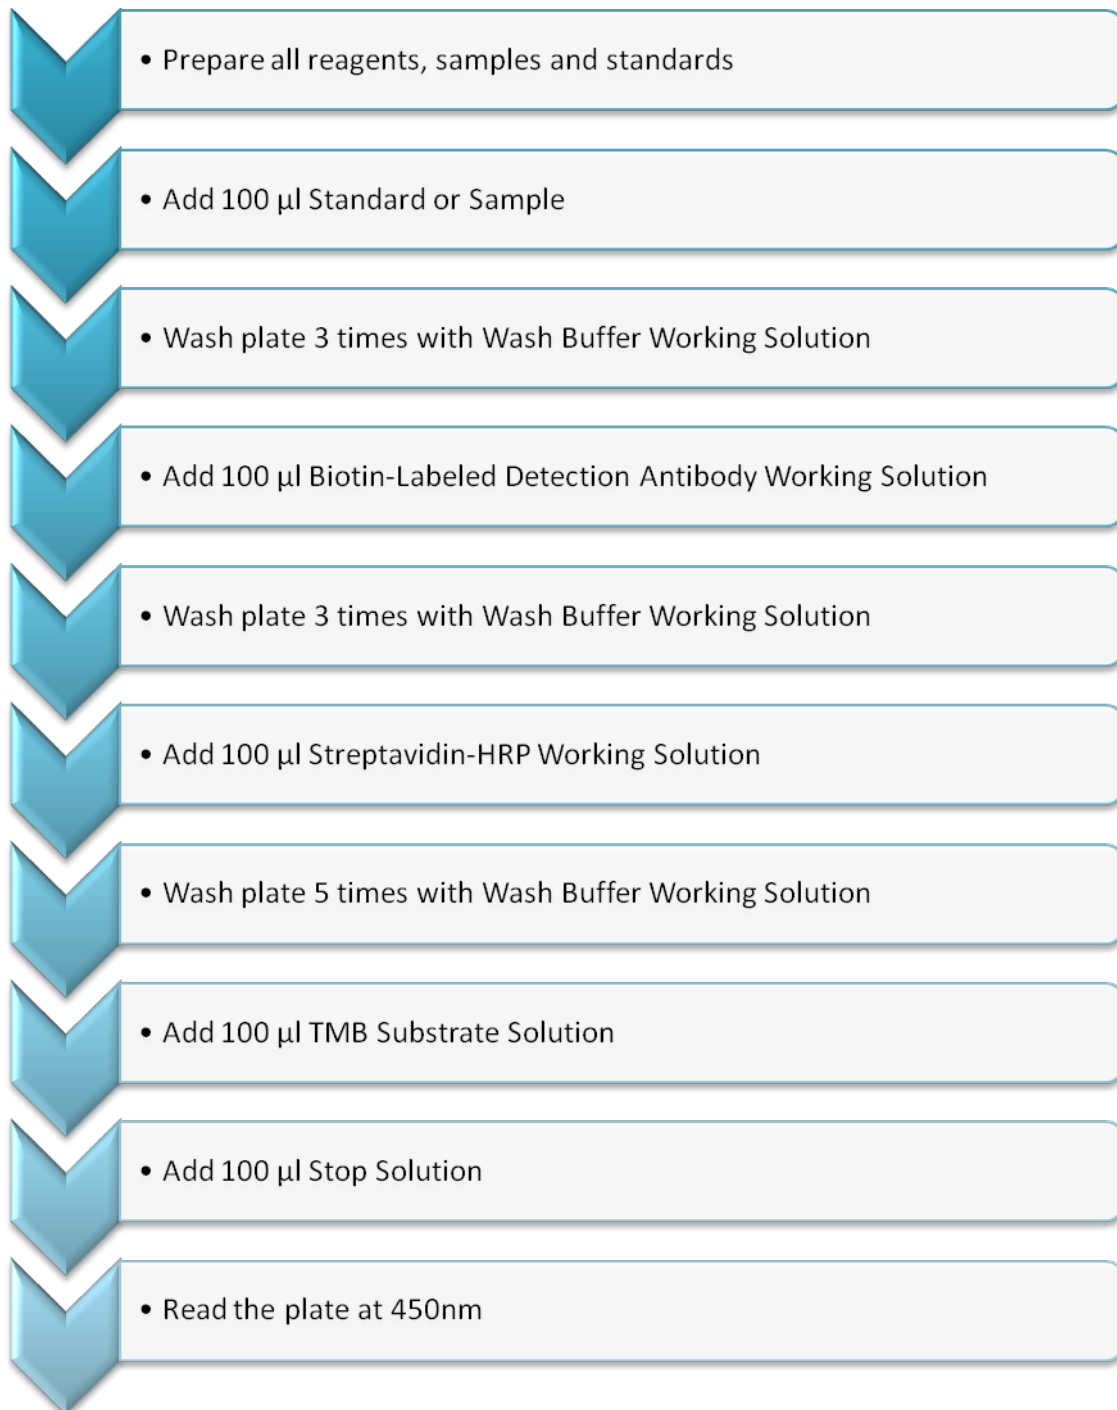 • Prepare all reagents, samples and standards
• Add 100 µl Standard or Sample
• Wash plate 3 times with Wash Buffer Working Solution
• Add 100 µl Biotin-Labeled Detection Antibody Working Solution
• Wash plate 3 times with Wash Buffer Working Solution
• Add 100 µl Streptavidin-HRP Working Solution
• Wash plate 5 times with Wash Buffer Working Solution
• Add 100 µl TMB Substrate Solution
• Add 100 µl Stop Solution
• Read the plate at 450nm